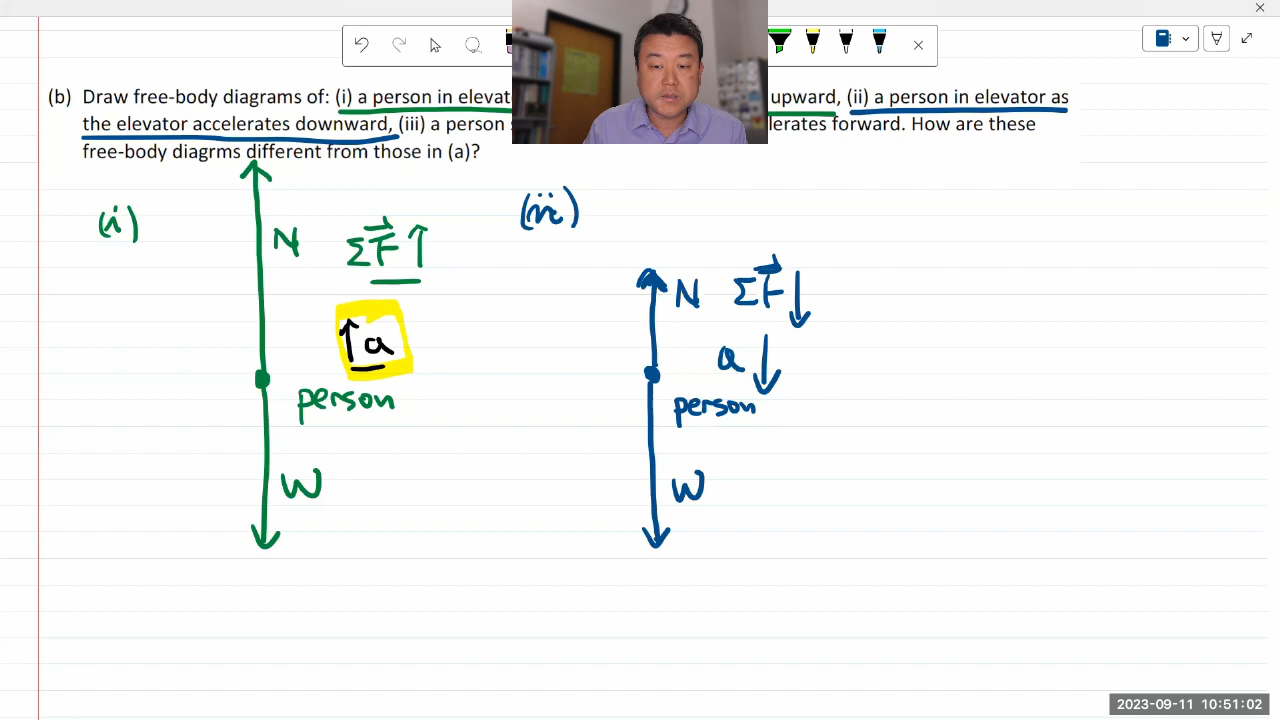 (b) Draw free-body diagrams of: (i) a person in elevat upward, (ii) a person in elevator as
the elevator accelerates downward, (iii) a person lerates forward. How are these
free-body diagrms different from those in (a)?
(i)
N
ΣF⃗ ↑
↑a
person
W
(ii)
N
ΣF⃗ ↓
a ↓
person
W
2023-09-11 10:51:02